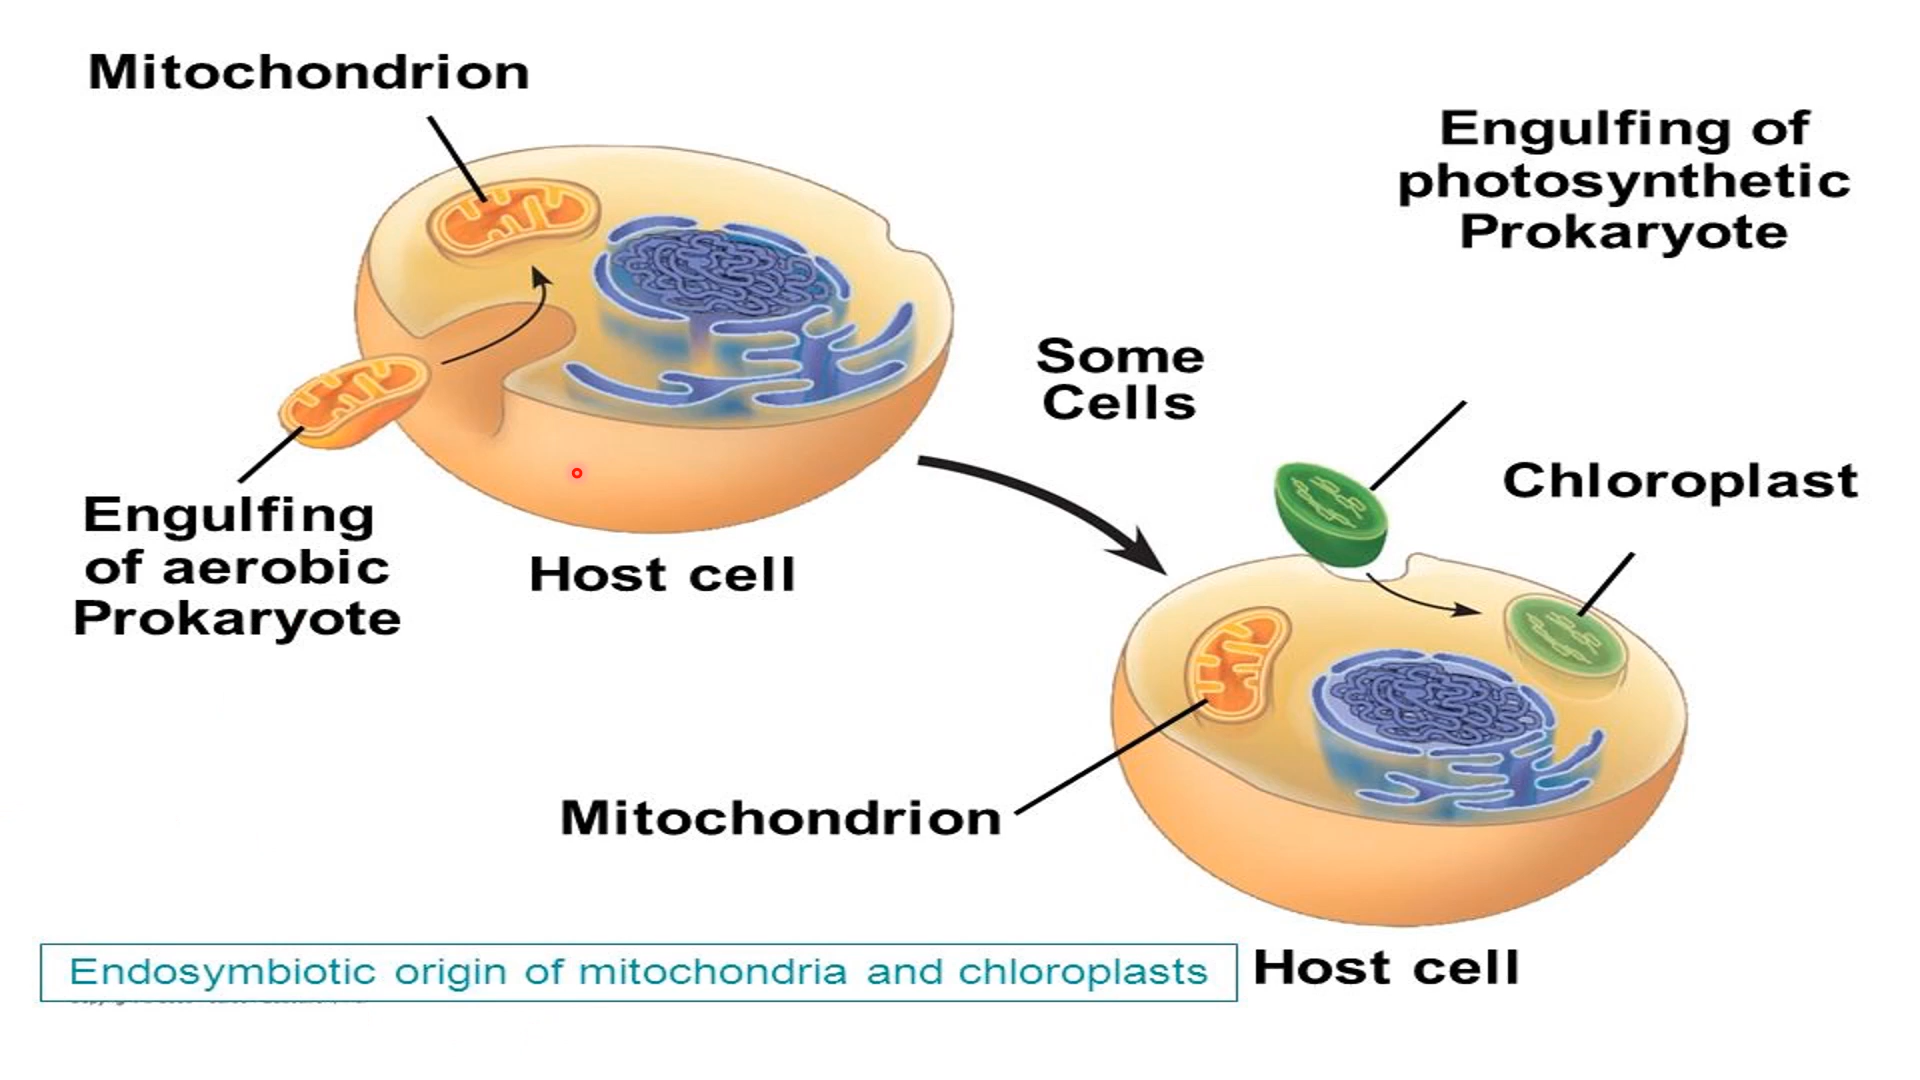 Mitochondrion
Engulfing of
photosynthetic
Prokaryote
Some
Cells
Chloroplast
Engulfing
of aerobic
Prokaryote
Host cell
Mitochondrion
Endosymbiotic origin of mitochondria and chloroplasts
Host cell